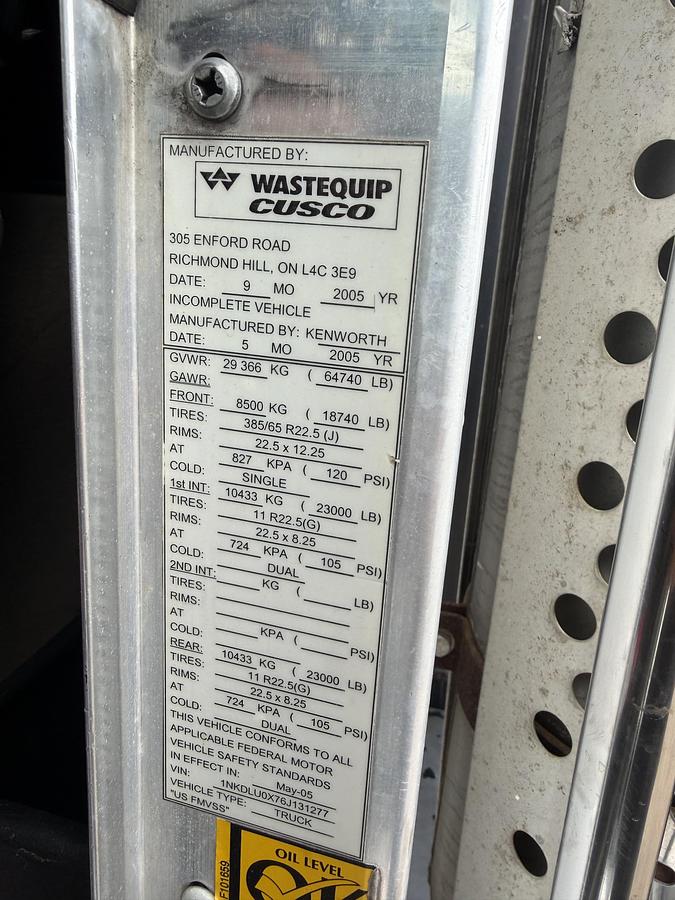 MANUFACTURED BY:
WASTEQUIP
CUSCO
305 ENFORD ROAD
RICHMOND HILL, ON L4C 3E9
DATE: 9 MO 2005 YR
INCOMPLETE VEHICLE
MANUFACTURED BY: KENWORTH
DATE: 5 MO 2005 YR
GVWR: 29 366 KG ( 64740 LB)
GAWR:
FRONT: 8500 KG ( 18740 LB)
TIRES: 385/65 R22.5 (J)
RIMS: 22.5 x 12.25
AT
COLD: 827 KPA ( 120 PSI)
SINGLE
1st INT: 10433 KG ( 23000 LB)
TIRES: 11 R22.5(G)
RIMS: 22.5 x 8.25
AT
COLD: 724 KPA ( 105 PSI)
DUAL
2ND INT: KG ( LB)
TIRES:
RIMS:
AT
COLD: KPA ( PSI)
REAR: 10433 KG ( 23000 LB)
TIRES: 11 R22.5(G)
RIMS: 22.5 x 8.25
AT
COLD: 724 KPA ( 105 PSI)
DUAL
THIS VEHICLE CONFORMS TO ALL
APPLICABLE FEDERAL MOTOR
VEHICLE SAFETY STANDARDS
IN EFFECT IN: May-05
VIN: 1NKDLU0X76J131277
VEHICLE TYPE: TRUCK
"US FMVSS"
OIL LEVEL
F101659